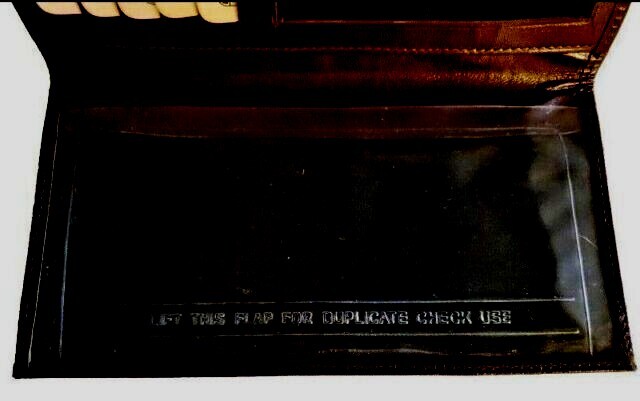 LIFT THIS FLAP FOR DUPLICATE CHECK USE